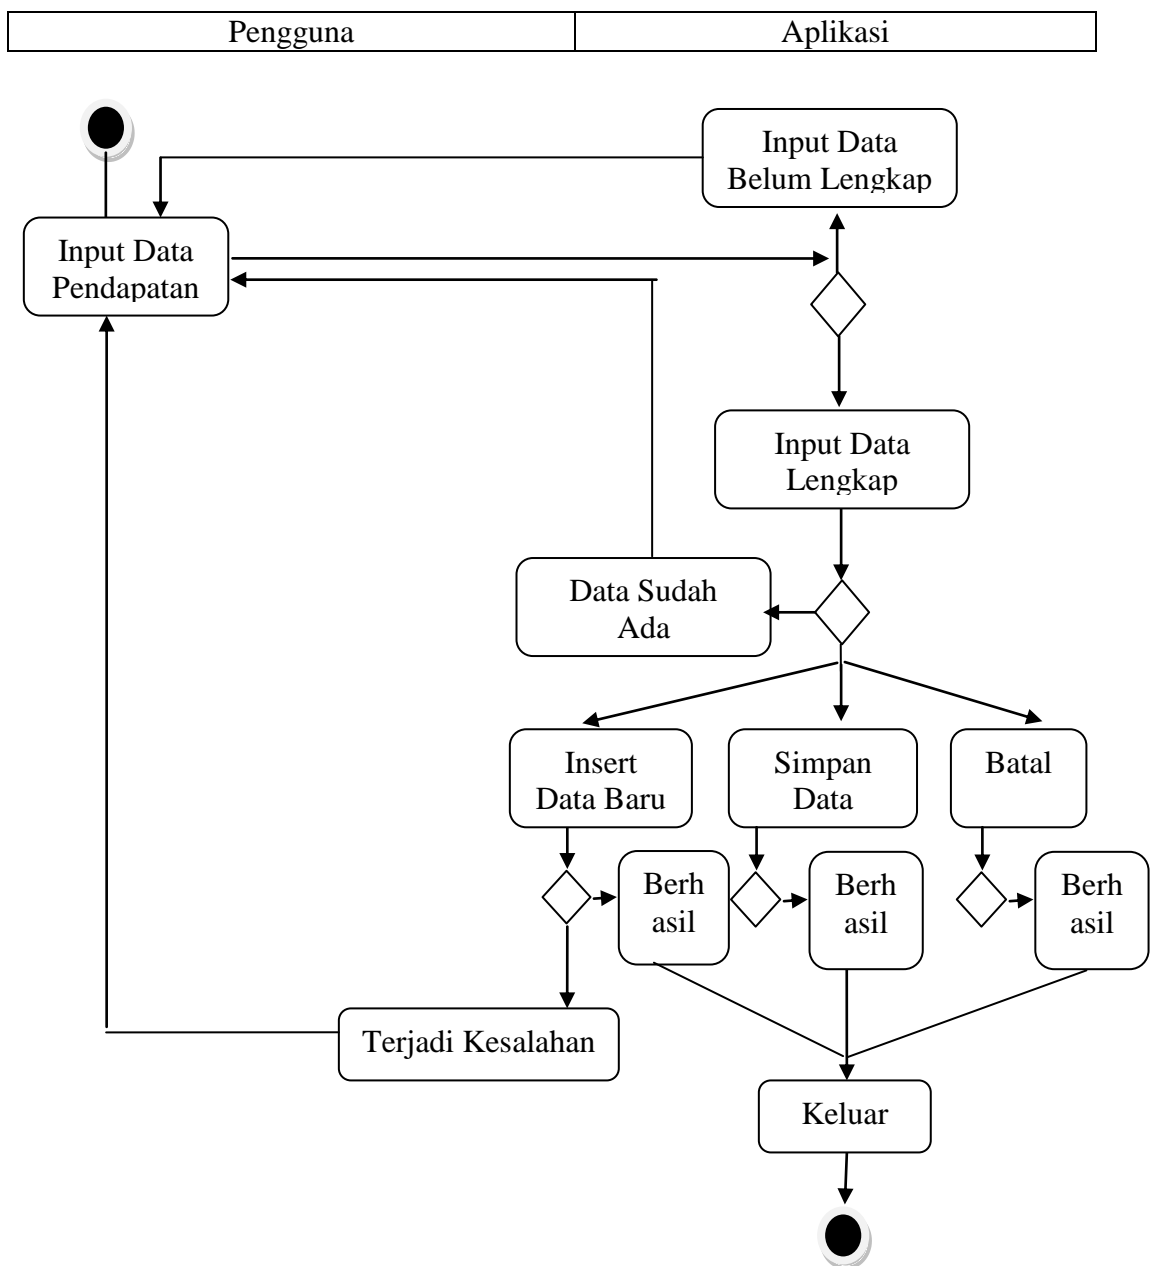 Pengguna
Aplikasi
Input Data
Belum Lengkap
Input Data
Pendapatan
Input Data
Lengkap
Data Sudah
Ada
Insert
Data Baru
Simpan
Data
Batal
Berh
asil
Berh
asil
Berh
asil
Terjadi Kesalahan
Keluar